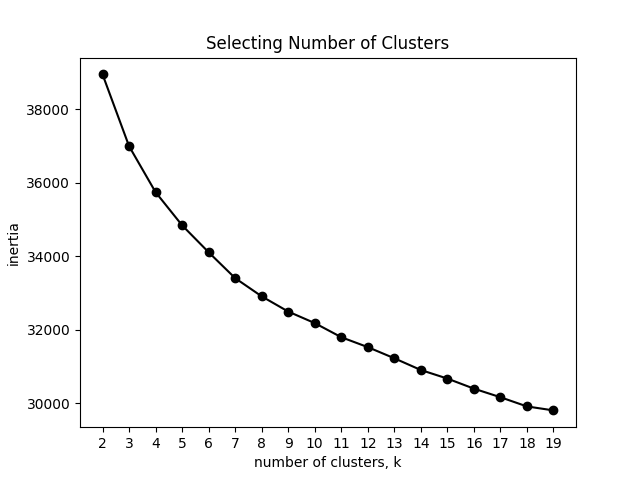 Selecting Number of Clusters
38000
36000
34000
32000
30000
inertia
2 3 4 5 6 7 8 9 10 11 12 13 14 15 16 17 18 19
number of clusters, k